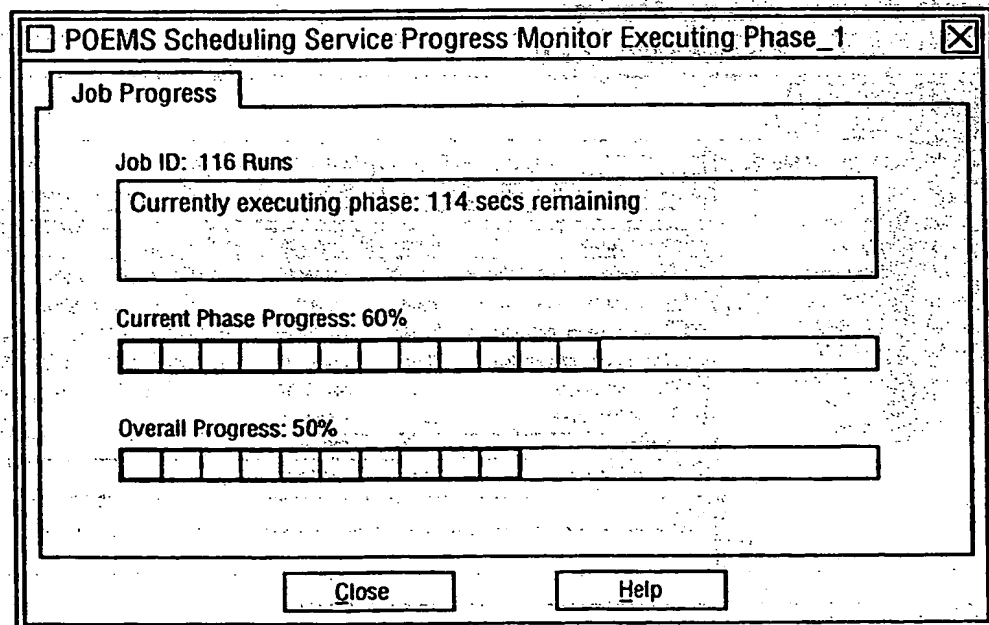 POEMS Scheduling Service Progress Monitor Executing Phase_1
Job Progress
Job ID: 116 Runs
Currently executing phase: 114 secs remaining
Current Phase Progress: 60%
Overall Progress: 50%
Close
Help